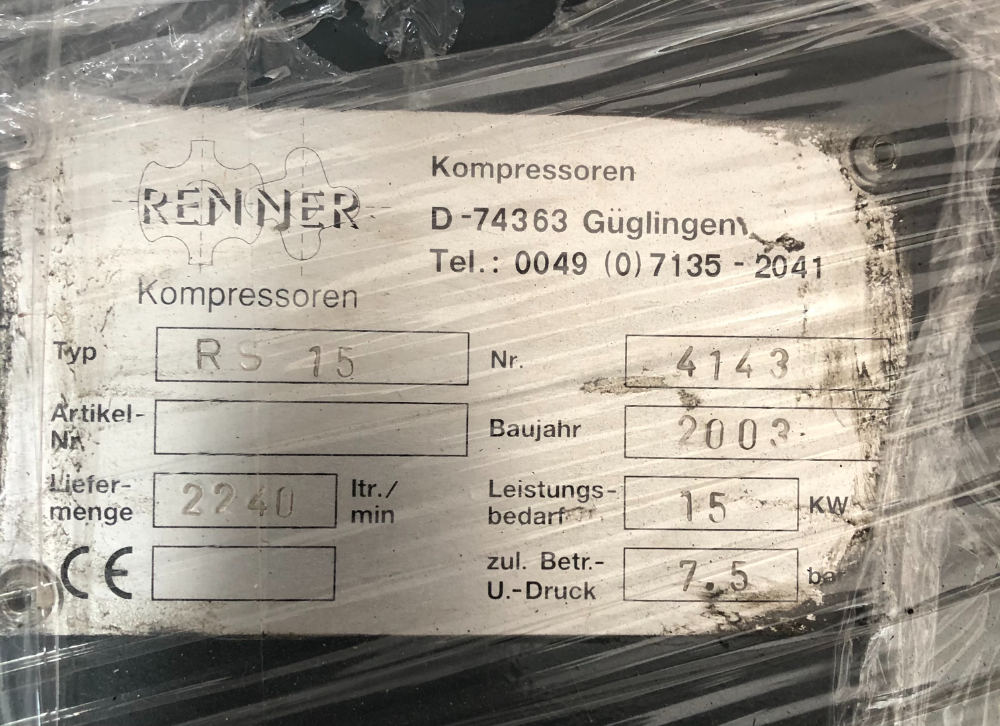 RENNER
Kompressoren
Kompressoren
D-74363 Güglingen
Tel.: 0049 (0)7135 - 2041
Typ RS 15 Nr. 4143
Artikel-
Nr. Baujahr 2003
Liefer-
menge 2240 ltr./
min Leistungs-
bedarf 15 KW
CE zul. Betr.-
U.-Druck 7.5 bar